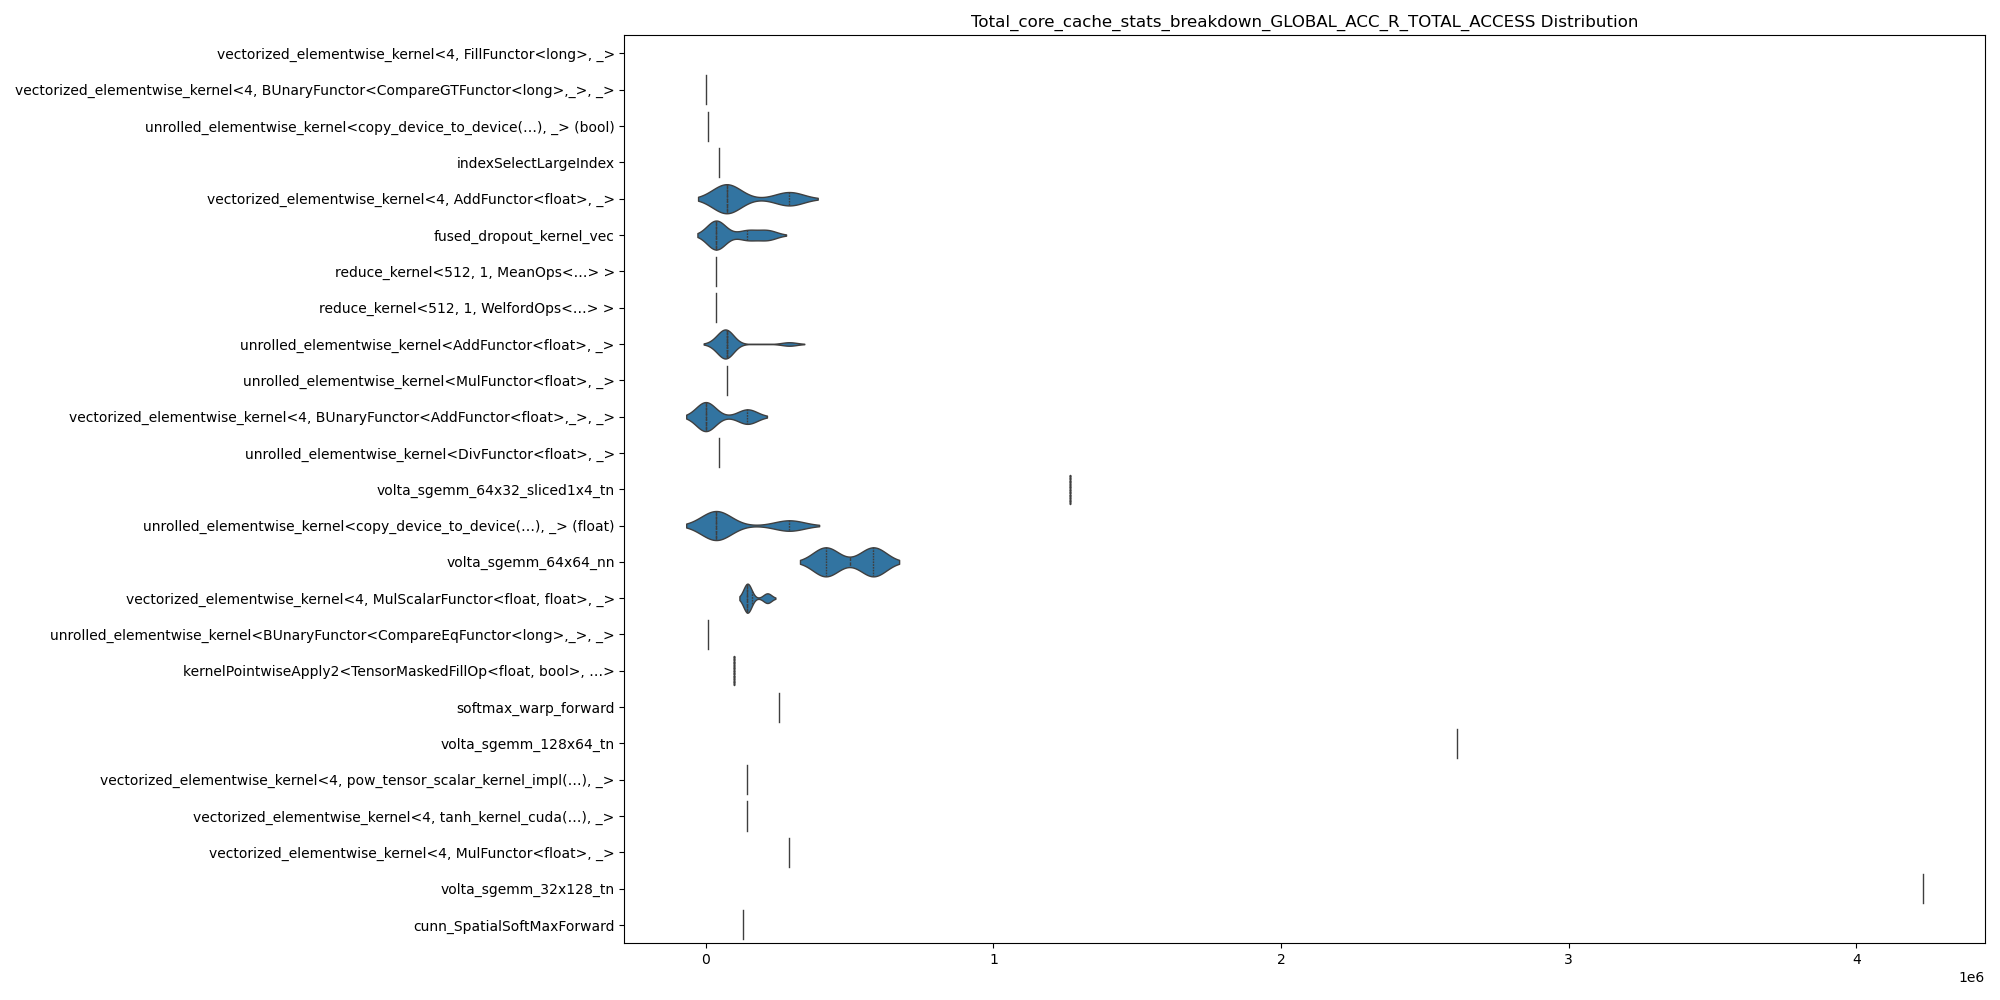 Total_core_cache_stats_breakdown_GLOBAL_ACC_R_TOTAL_ACCESS Distribution
vectorized_elementwise_kernel<4, FillFunctor<long>, _>
vectorized_elementwise_kernel<4, BUnaryFunctor<CompareGTFunctor<long>,_>, _>
unrolled_elementwise_kernel<copy_device_to_device(...), _> (bool)
indexSelectLargeIndex
vectorized_elementwise_kernel<4, AddFunctor<float>, _>
fused_dropout_kernel_vec
reduce_kernel<512, 1, MeanOps<...> >
reduce_kernel<512, 1, WelfordOps<...> >
unrolled_elementwise_kernel<AddFunctor<float>, _>
unrolled_elementwise_kernel<MulFunctor<float>, _>
vectorized_elementwise_kernel<4, BUnaryFunctor<AddFunctor<float>,_>, _>
unrolled_elementwise_kernel<DivFunctor<float>, _>
volta_sgemm_64x32_sliced1x4_tn
unrolled_elementwise_kernel<copy_device_to_device(...), _> (float)
volta_sgemm_64x64_nn
vectorized_elementwise_kernel<4, MulScalarFunctor<float, float>, _>
unrolled_elementwise_kernel<BUnaryFunctor<CompareEqFunctor<long>,_>, _>
kernelPointwiseApply2<TensorMaskedFillOp<float, bool>, ...>
softmax_warp_forward
volta_sgemm_128x64_tn
vectorized_elementwise_kernel<4, pow_tensor_scalar_kernel_impl(...), _>
vectorized_elementwise_kernel<4, tanh_kernel_cuda(...), _>
vectorized_elementwise_kernel<4, MulFunctor<float>, _>
volta_sgemm_32x128_tn
cunn_SpatialSoftMaxForward
0 1 2 3 4
1e6